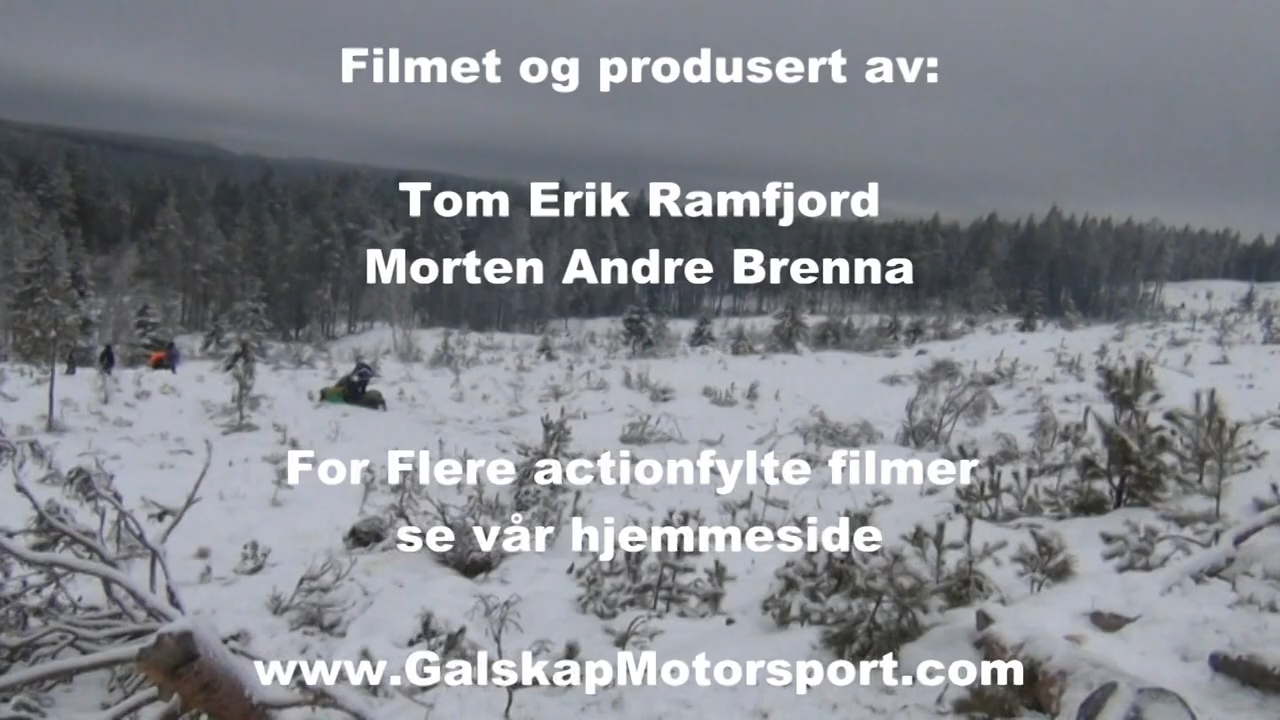 Filmet og produsert av:
Tom Erik Ramfjord
Morten Andre Brenna
For Flere actionfylte filmer
se vår hjemmeside
www.GalskapMotorsport.com